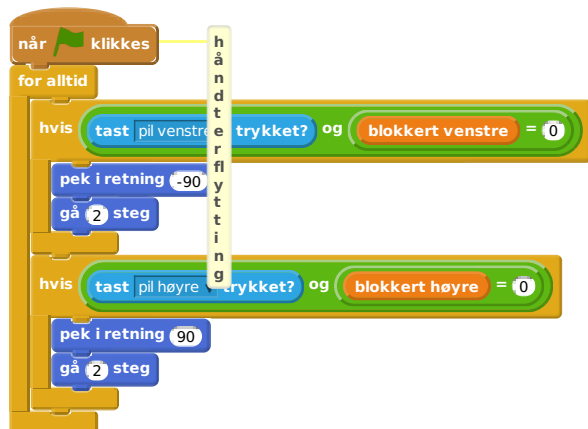 når klikkes
for alltid
hvis tast pil venstre trykket? og blokkert venstre = 0
pek i retning -90
gå 2 steg
hvis tast pil høyre trykket? og blokkert høyre = 0
pek i retning 90
gå 2 steg
håndterflytting